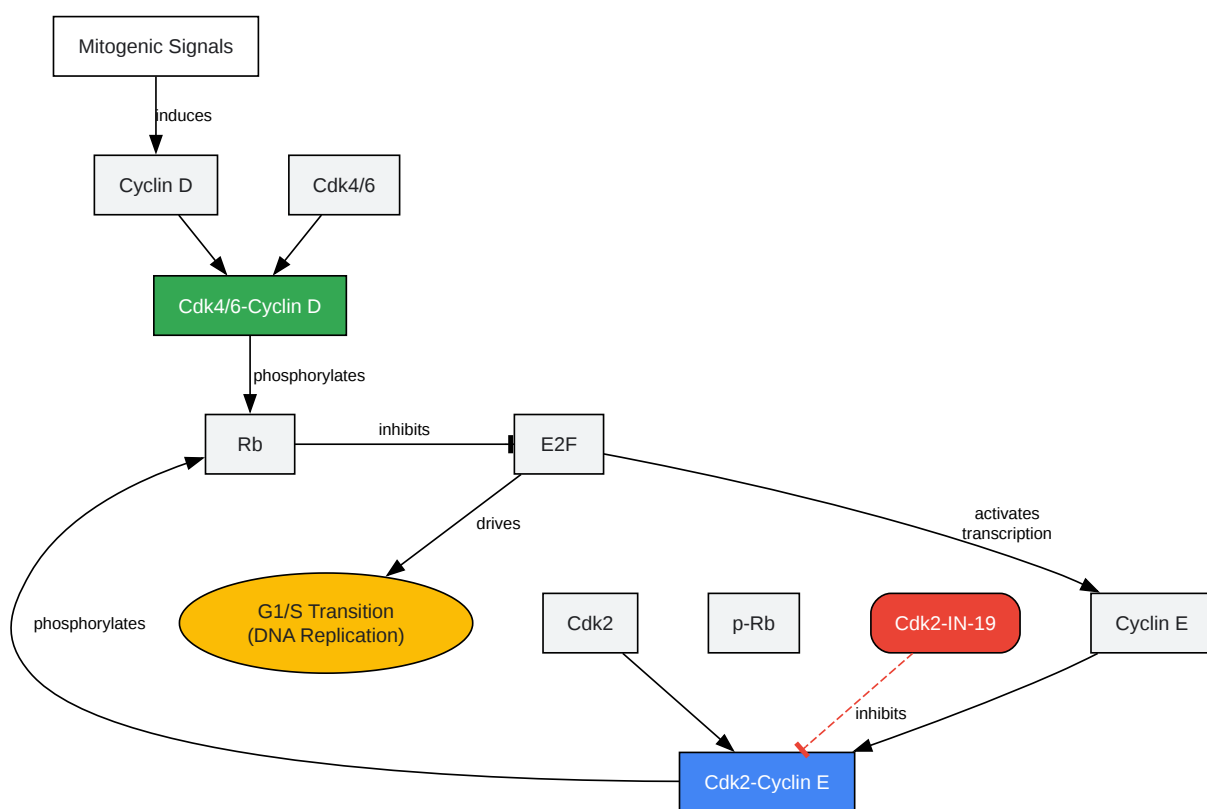 Mitogenic Signals
induces
Cyclin D
Cdk4/6
Cdk4/6-Cyclin D
phosphorylates
Rb
inhibits
E2F
drives
activates
transcription
G1/S Transition
(DNA Replication)
phosphorylates
Cdk2
p-Rb
Cdk2-IN-19
Cyclin E
inhibits
Cdk2-Cyclin E